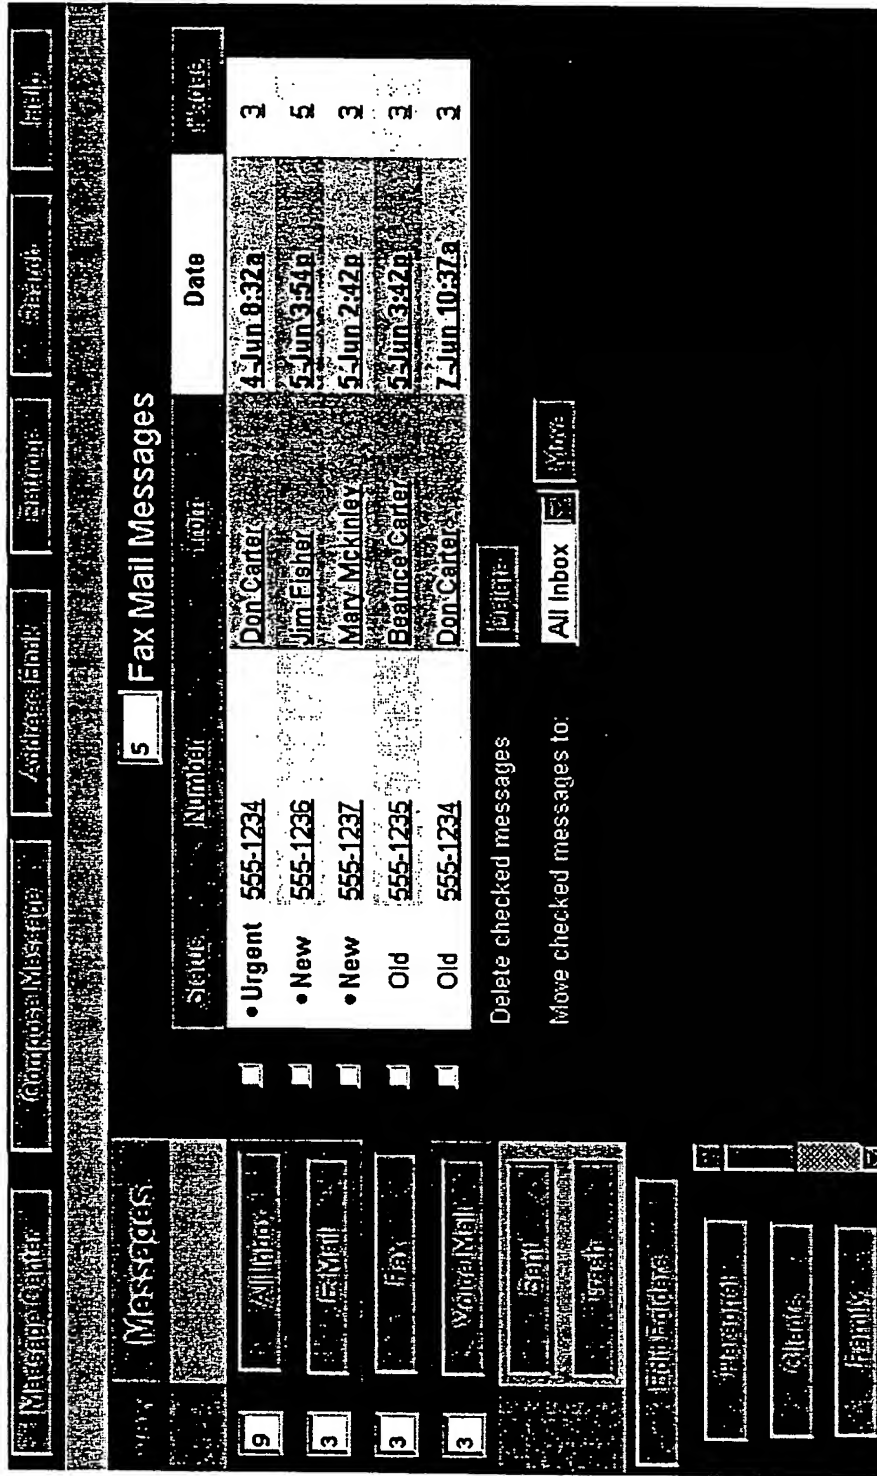 Message Center Compose Message Address Book Settings Search Help
Messages
5 Fax Mail Messages
Status Number From Date Pages
9 All Inbox
3 E-Mail
3 Fax
3 Voice Mail
Sent
Trash
Edit Folders
Personal
Clients
Family
•Urgent 555-1234 Don Carter 4-Jun 8:32a 3
•New 555-1236 Jim Fisher 5-Jun 3:54p 5
•New 555-1237 Mary Mckinley 5-Jun 2:42p 3
Old 555-1235 Beatrice Carter 5-Jun 3:42p 3
Old 555-1234 Don Carter 7-Jun 10:37a 3
Delete checked messages Delete
Move checked messages to: All Inbox Move